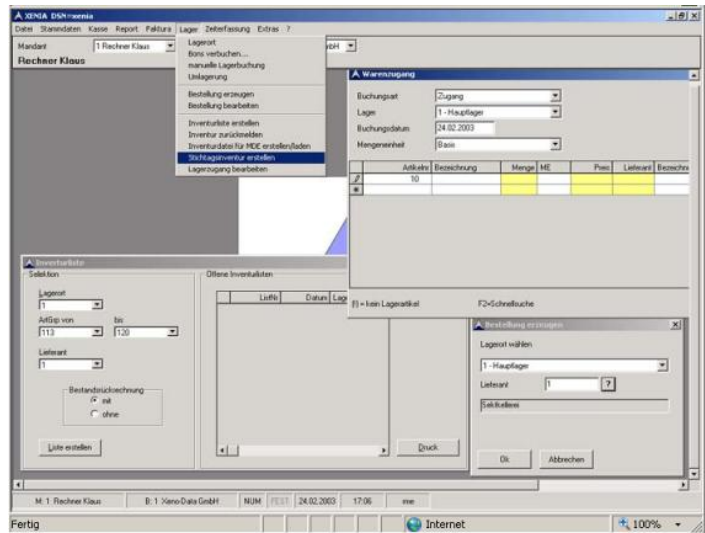 XENIA DSN=xenia
Datei Stammdaten Kasse Report Faktura Lager Zeiterfassung Extras ?
Mandant 1 Rechner Klaus bH
Rechner Klaus
Lagerort
Bons verbuchen...
manuelle Lagerbuchung
Umlagerung
Bestellung erzeugen
Bestellung bearbeiten
Inventurliste erstellen
Inventur zurückmelden
Inventurdatei für MDE erstellen/laden
Stichtagsinventur erstellen
Lagerzugang bearbeiten
Warenzugang
Buchungsart Zugang
Lager 1 - Hauptlager
Buchungsdatum 24.02.2003
Mengeneinheit Basis
Artikelnr Bezeichnung Menge ME Preis Lieferant Bezeichn
10
(!) = kein Lagerartikel F2=Schnellsuche
Inventurliste
Selektion
Lagerort
1
ArtGrp von bis
113 120
Lieferant
1
Bestandsrückrechnung
mit
ohne
Liste erstellen
Offene Inventurlisten
ListNr Datum Lage
Druck
Bestellung erzeugen
Lagerort wählen
1 - Hauptlager
Lieferant 1 ?
Sektkellerei
Ok Abbrechen
M: 1 Rechner Klaus B: 1 Xeno-Data GmbH NUM FEST 24.02.2003 17:06 me
Fertig Internet 100%